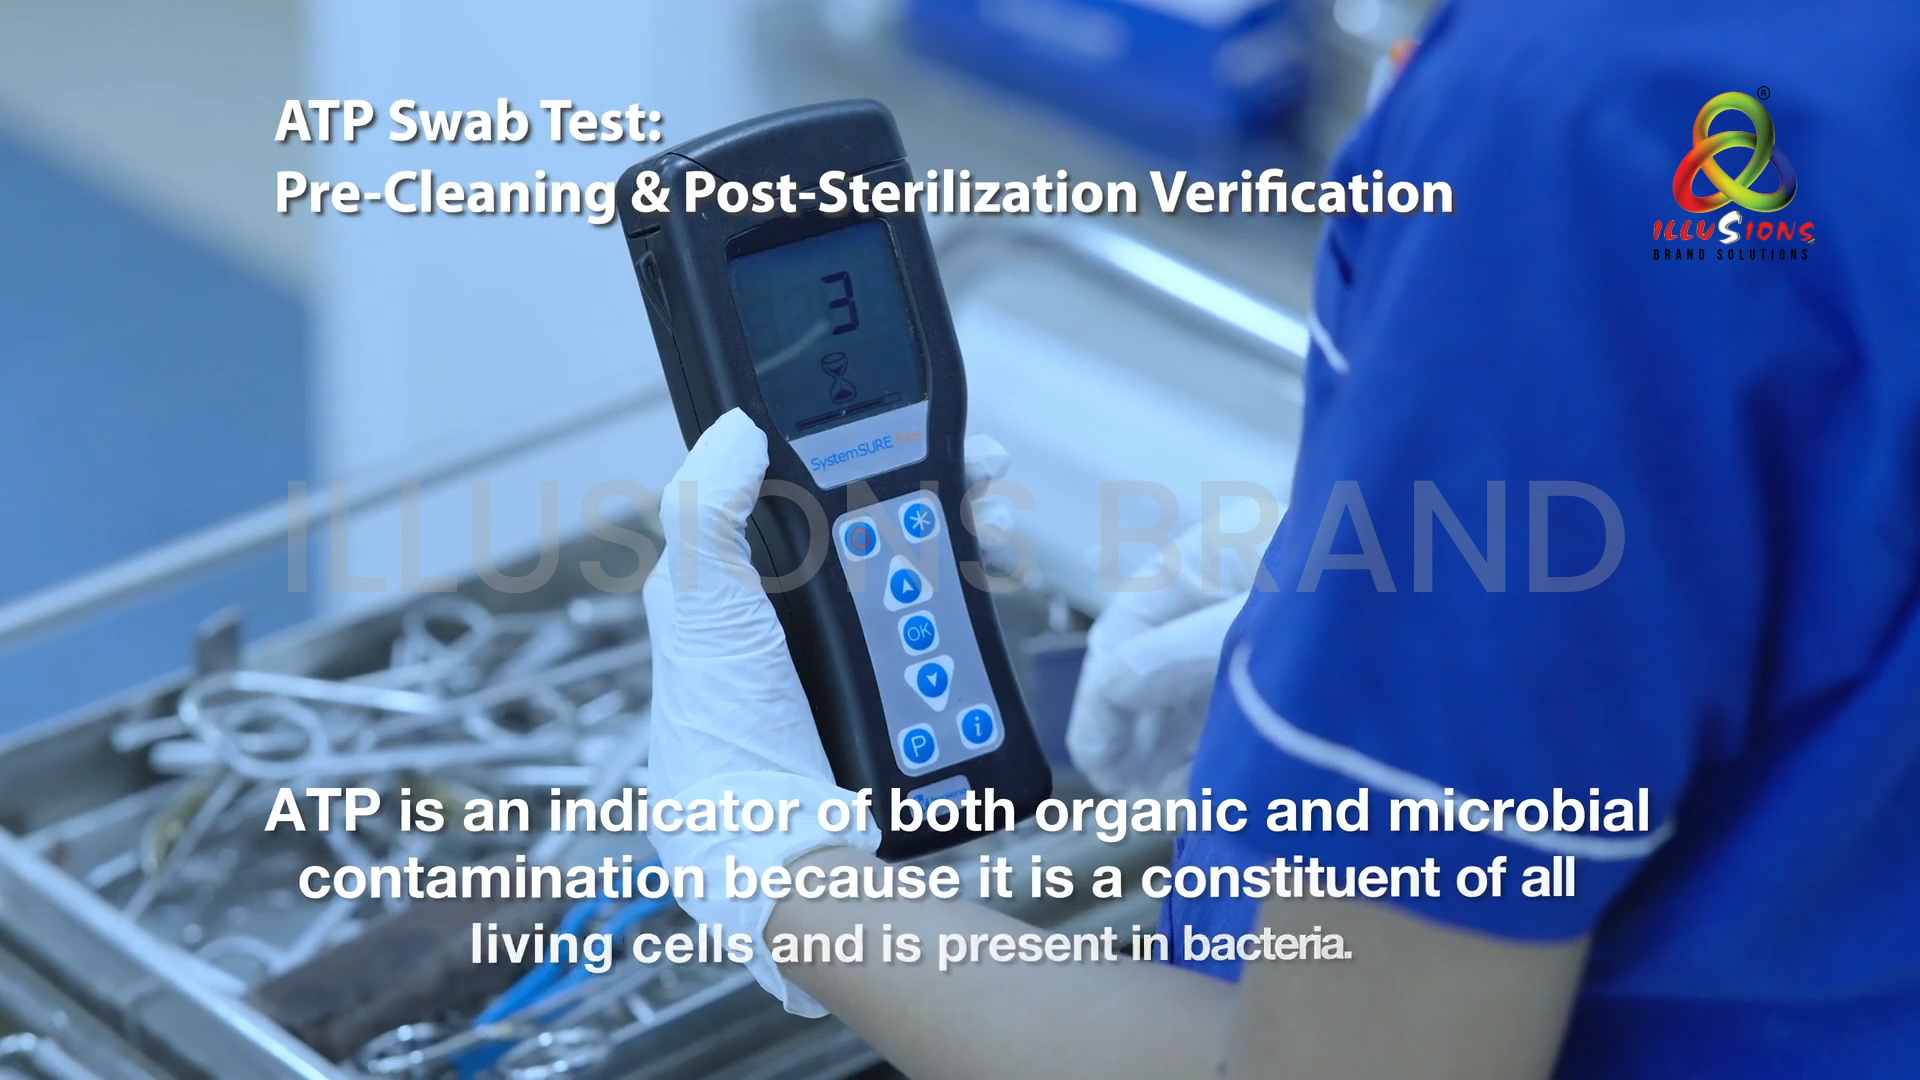 ATP Swab Test:
Pre-Cleaning & Post-Sterilization Verification
®
ILLUSIONS
BRAND SOLUTIONS
3
SystemSURE Plus
ILLUSIONS BRAND
OK
P
i
Hygiena
ATP is an indicator of both organic and microbial
contamination because it is a constituent of all
living cells and is present in bacteria.